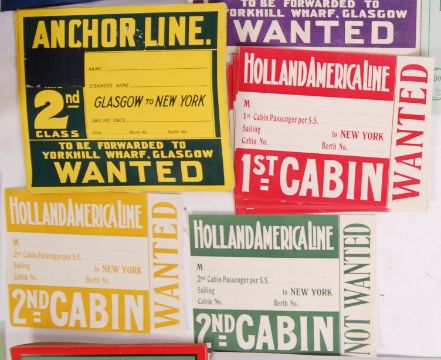 TO BE FORWARDED TO
YORKHILL WHARF, GLASGOW
WANTED
ANCHOR LINE.
NAME
STEAMERS NAME
GLASGOW TO NEW YORK
SAILING DATE
2nd
CLASS
Room No. Berth No.
TO BE FORWARDED TO
YORKHILL WHARF, GLASGOW
WANTED
HOLLAND AMERICA LINE
M
1st Cabin Passenger per S.S.
Sailing to NEW YORK
Cabin No. Berth No.
1ST CABIN
WANTED
HOLLAND AMERICA LINE
M
2nd Cabin Passenger per S.S.
Sailing to NEW YORK
Cabin No. Berth No.
2ND CABIN
WANTED
HOLLAND AMERICA LINE
M
2nd Cabin Passenger per S.S.
Sailing to NEW YORK
Cabin No. Berth No.
2ND CABIN
NOT WANTED